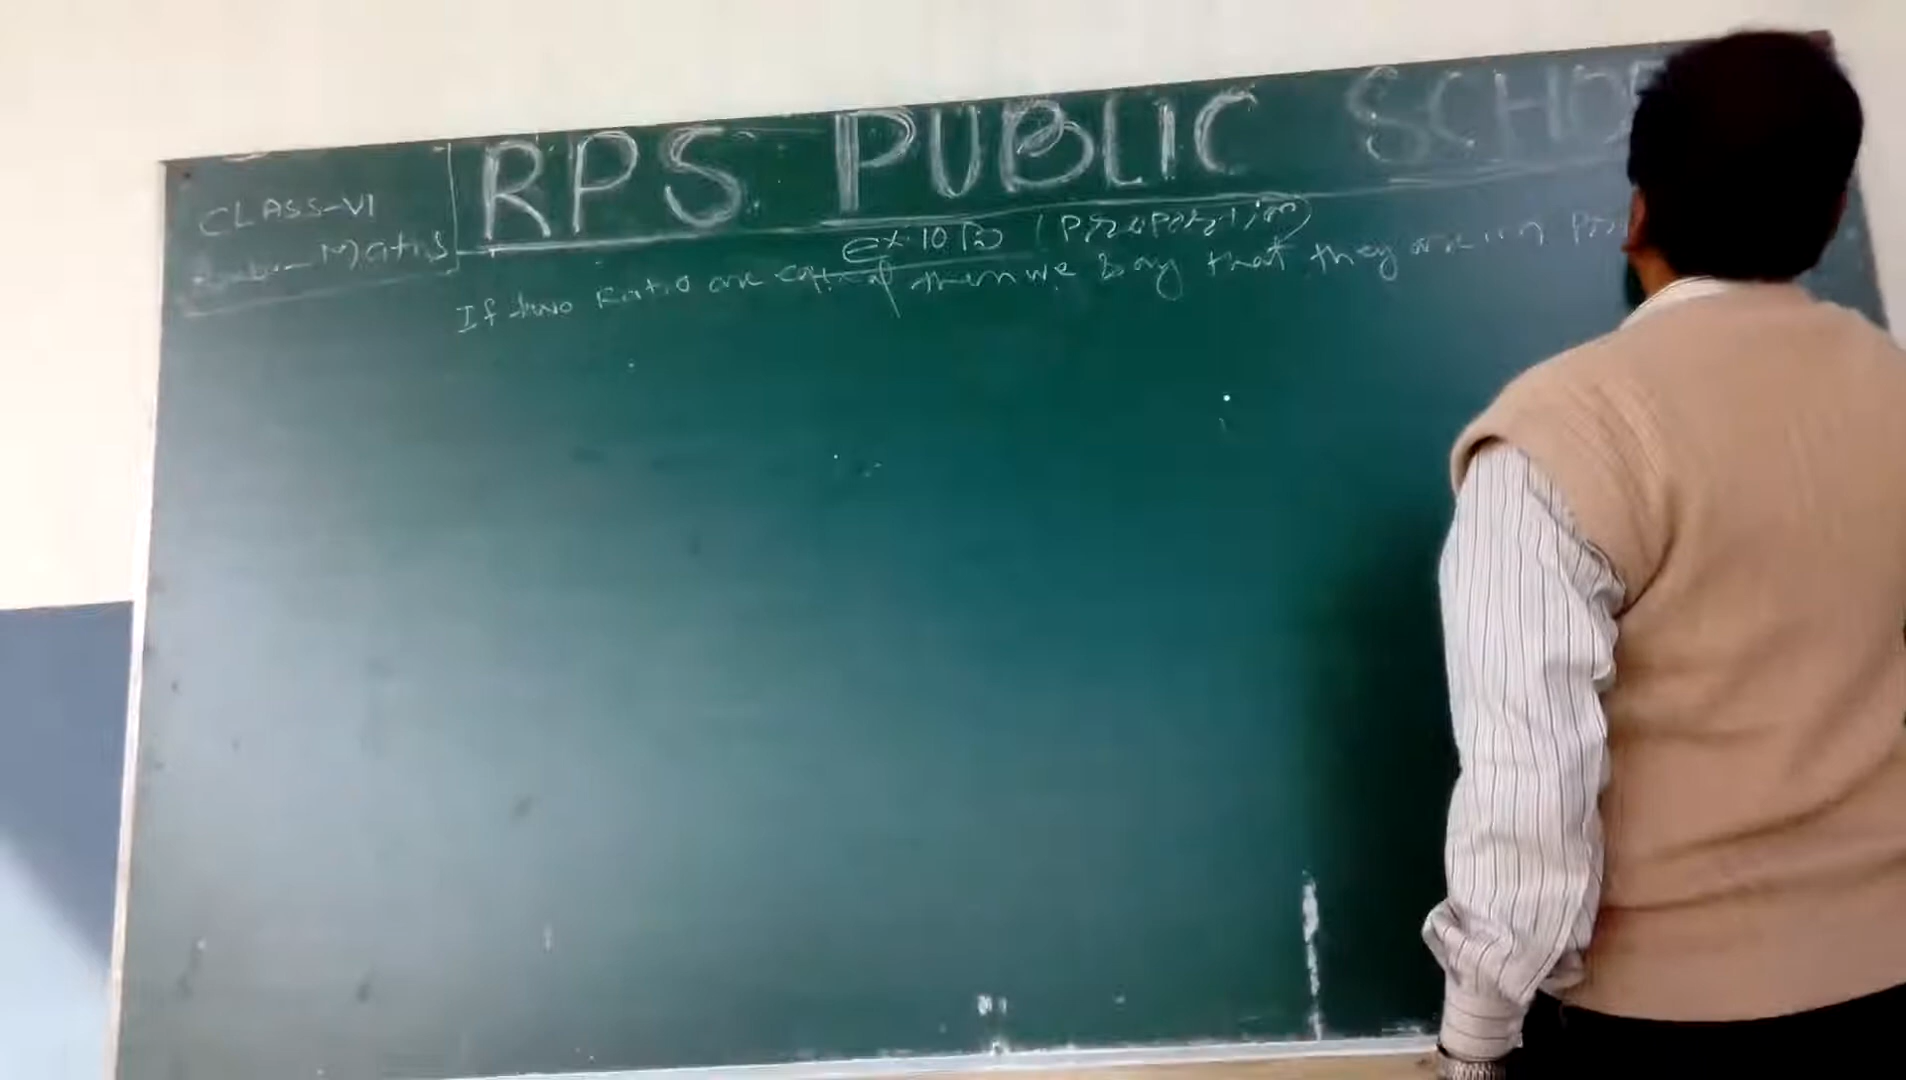 RPS PUBLIC SCHO
CLASS-VI
Maths
Ex. 10 B (Proportion)
If two Ratio are equal then we say that they are in